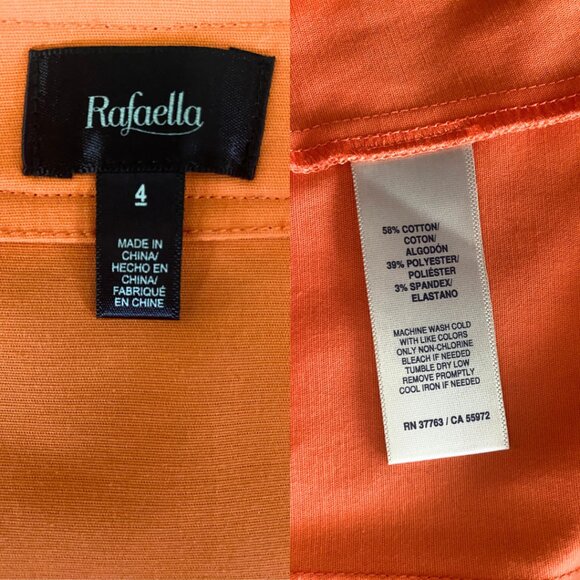 Rafaella
4
MADE IN
CHINA/
HECHO EN
CHINA/
FABRIQUÉ
EN CHINE
58% COTTON/
COTON/
ALGODÓN
39% POLYESTER/
POLIÉSTER
3% SPANDEX/
ELASTANO
MACHINE WASH COLD
WITH LIKE COLORS
ONLY NON-CHLORINE
BLEACH IF NEEDED
TUMBLE DRY LOW
REMOVE PROMPTLY
COOL IRON IF NEEDED
RN 37763 / CA 55972